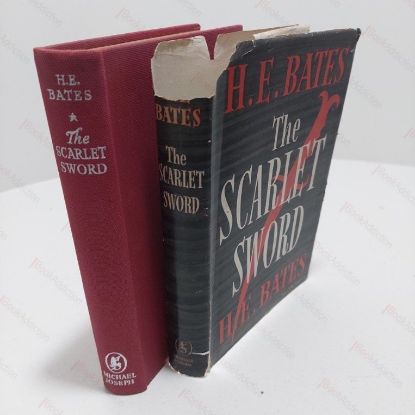 H.E.
BATES
★
The
SCARLET
SWORD
MICHAEL
JOSEPH
BATES
The
SCARLET
SWORD
H.E. BATES
The
SCARLET
SWORD
H.E. BATES